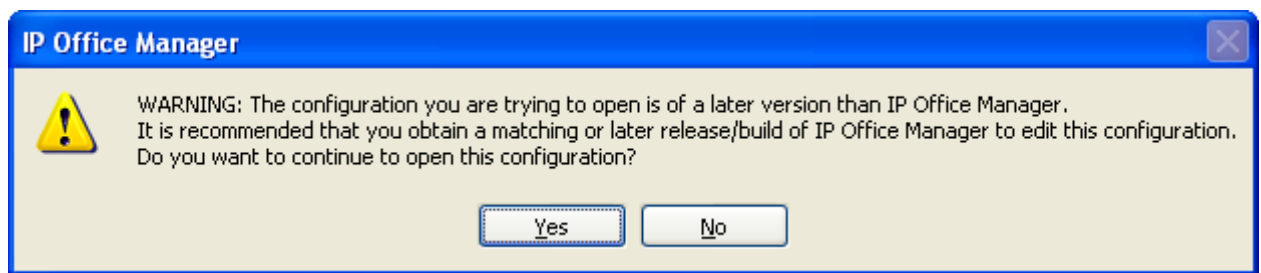 IP Office Manager
WARNING: The configuration you are trying to open is of a later version than IP Office Manager.
It is recommended that you obtain a matching or later release/build of IP Office Manager to edit this configuration.
Do you want to continue to open this configuration?
Yes No